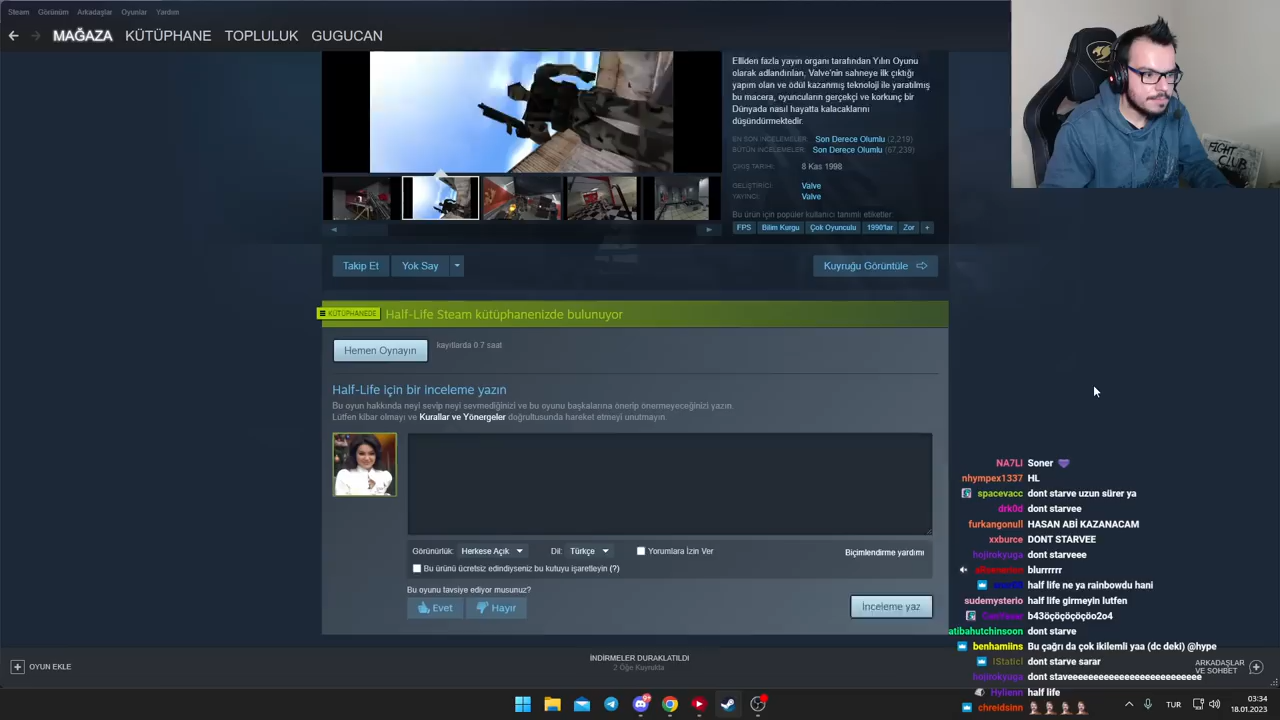 Steam Görünüm Arkadaşlar Oyunlar Yardım
MAĞAZA KÜTÜPHANE TOPLULUK GUGUCAN
Elliden fazla yayın organı tarafından Yılın Oyunu
olarak adlandırılan, Valve'nin sahneye ilk çıktığı
yapım olan ve ödül kazanmış teknoloji ile yaratılmış
bu macera, oyuncuların gerçekçi ve korkunç bir
Dünyada nasıl hayatta kalacaklarını
düşündürmektedir.
EN SON İNCELEMELER: Son Derece Olumlu (2,219)
BÜTÜN İNCELEMELER: Son Derece Olumlu (67,239)
ÇIKIŞ TARİHİ: 8 Kas 1998
GELİŞTİRİCİ: Valve
YAYINCI: Valve
Bu ürün için popüler kullanıcı tanımlı etiketler
FPS Bilim Kurgu Çok Oyunculu 1990'lar Zor +
Takip Et Yok Say Kuyruğu Görüntüle
KÜTÜPHANEDE Half-Life Steam kütüphanenizde bulunuyor
Hemen Oynayın kayıtlarda 0 7 saat
Half-Life için bir inceleme yazın
Bu oyun hakkında neyi sevip neyi sevmediğinizi ve bu oyunu başkalarına önerip önermeyeceğinizi yazın.
Lütfen kibar olmayı ve Kurallar ve Yönergeler doğrultusunda hareket etmeyi unutmayın.
Görünürlük: Herkese Açık Dil: Türkçe Yorumlara İzin Ver Biçimlendirme yardımı
Bu ürünü ücretsiz edindiyseniz bu kutuyu işaretleyin (?)
Bu oyunu tavsiye ediyor musunuz?
Evet Hayır İnceleme yaz
FIGHT CLUB
NA7Lİ Soner
nhympex1337 HL
spacevacc dont starve uzun sürer ya
drk0d dont starvee
furkangonull HASAN ABİ KAZANACAM
xxburce DONT STARVEE
hojirokyuga dont starveee
blurrrrrr
half life ne ya rainbowdu hani
sudemysterio half life girmeyin lutfen
b43öçöçöçöçö2o4
atibahutchinsoon dont starve
benhamiins Bu çağrı da çok ikilemli yaa (dc deki) @hype
IStaticI dont starve sarar
hojirokyuga dont staveeeeeeeeeeeeeeeeeeeeeeeeee
Hylienn half life
chreidsinn
OYUN EKLE
İNDİRMELER DURAKLATILDI
2 Öğe Kuyrukta
ARKADAŞLAR
VE SOHBET
9+
TUR
03:34
18.01.2023